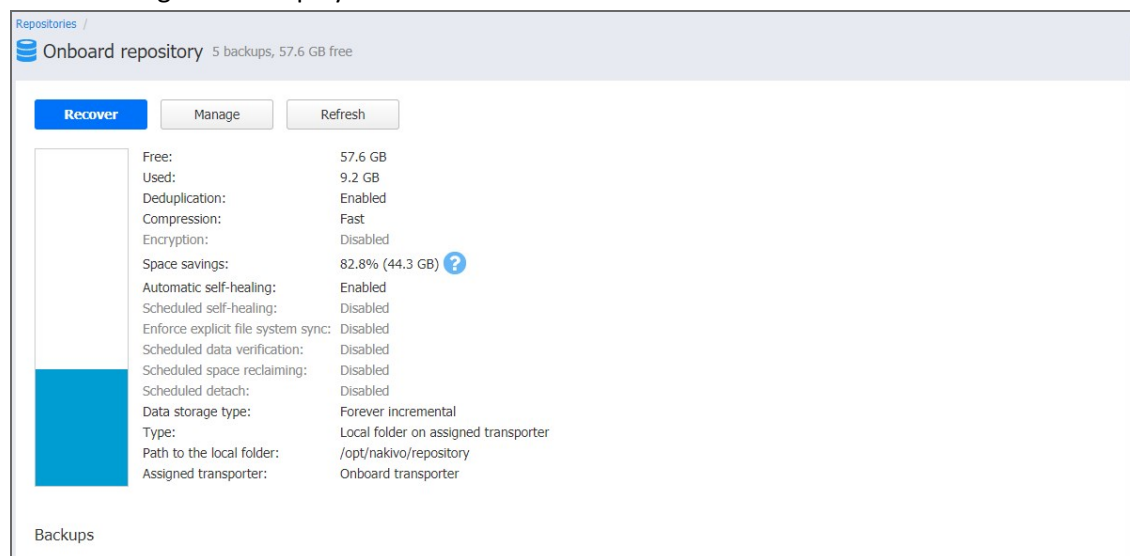 Repositories /
Onboard repository 5 backups, 57.6 GB free
Recover Manage Refresh
Free: 57.6 GB
Used: 9.2 GB
Deduplication: Enabled
Compression: Fast
Encryption: Disabled
Space savings: 82.8% (44.3 GB) ?
Automatic self-healing: Enabled
Scheduled self-healing: Disabled
Enforce explicit file system sync: Disabled
Scheduled data verification: Disabled
Scheduled space reclaiming: Disabled
Scheduled detach: Disabled
Data storage type: Forever incremental
Type: Local folder on assigned transporter
Path to the local folder: /opt/nakivo/repository
Assigned transporter: Onboard transporter
Backups